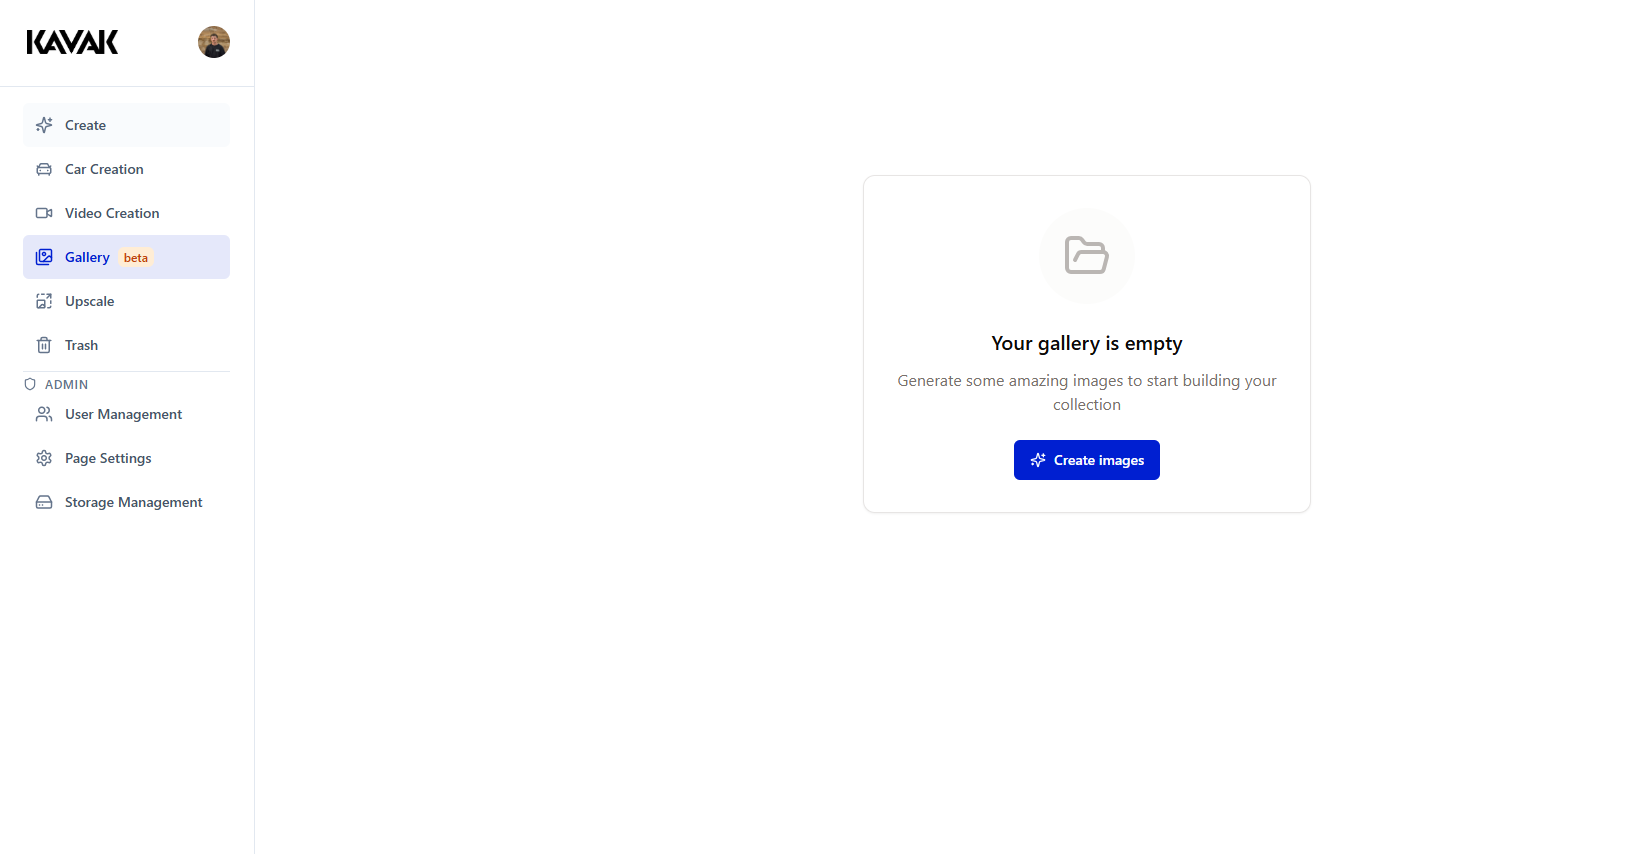 KAVAK
Create
Car Creation
Video Creation
Gallery beta
Upscale
Trash
ADMIN
User Management
Page Settings
Storage Management
Your gallery is empty
Generate some amazing images to start building your
collection
Create images